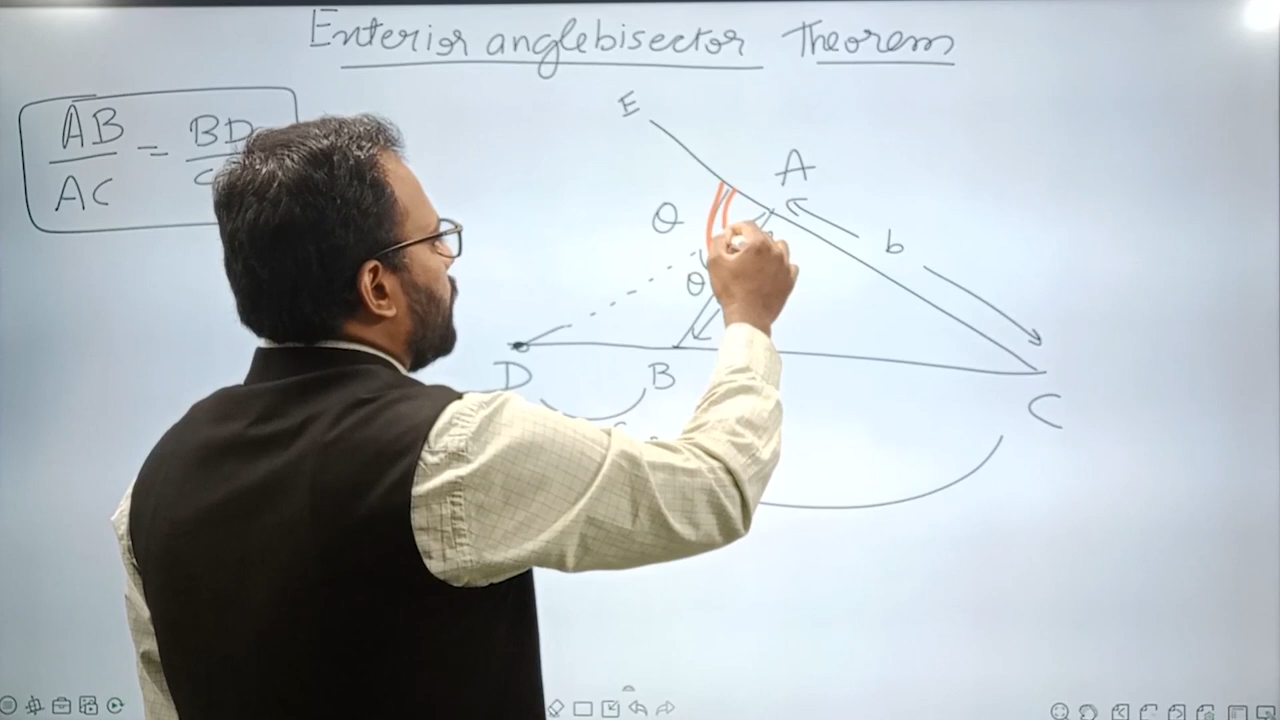 Enterior anglebisector Theorem
AB
AC
=
BD
E
A
θ
b
θ
D
B
C